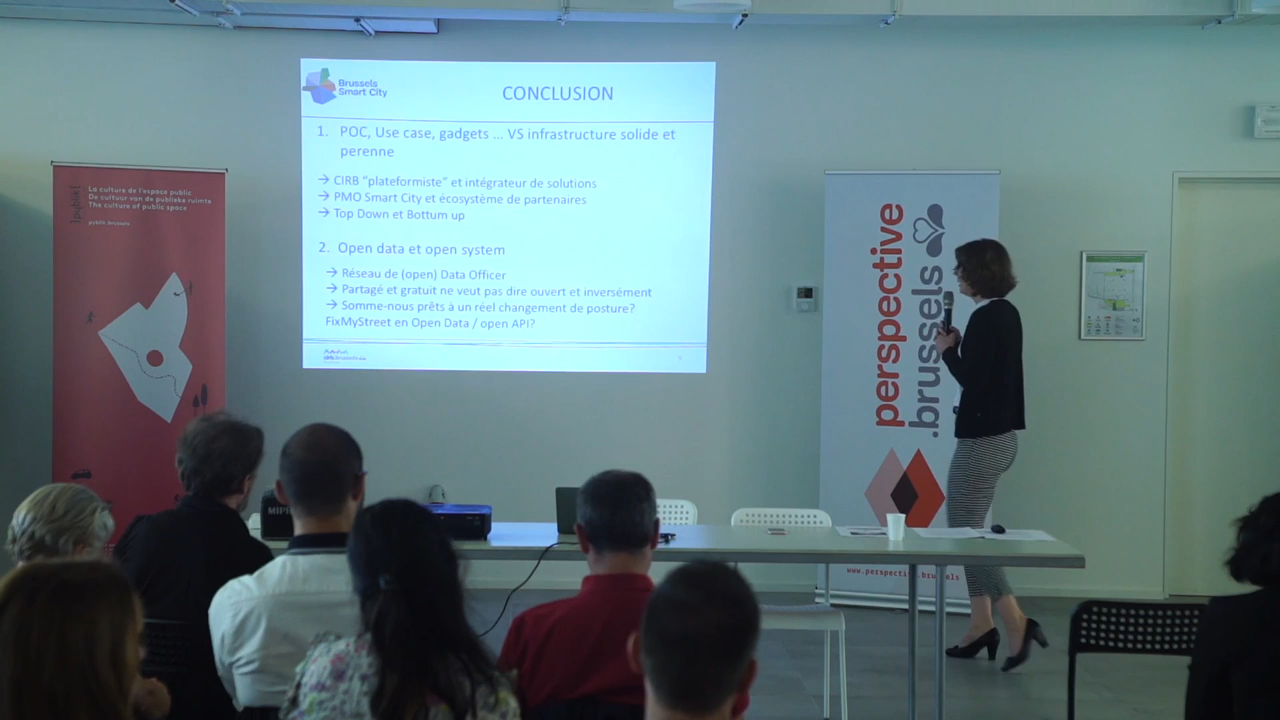 Brussels
Smart City
CONCLUSION
1. POC, Use case, gadgets ... VS infrastructure solide et
perenne
→ CIRB "plateformiste" et intégrateur de solutions
→ PMO Smart City et écosystème de partenaires
→ Top Down et Bottum up
2. Open data et open system
→ Réseau de (open) Data Officer
→ Partagé et gratuit ne veut pas dire ouvert et inversément
→ Somme-nous prêts à un réel changement de posture?
FixMyStreet en Open Data / open API?
]publik[
La culture de l'espace public
De cultuur van de publieke ruimte
The culture of public space
publik.brussels
perspective
.brussels
www.perspective.brussels